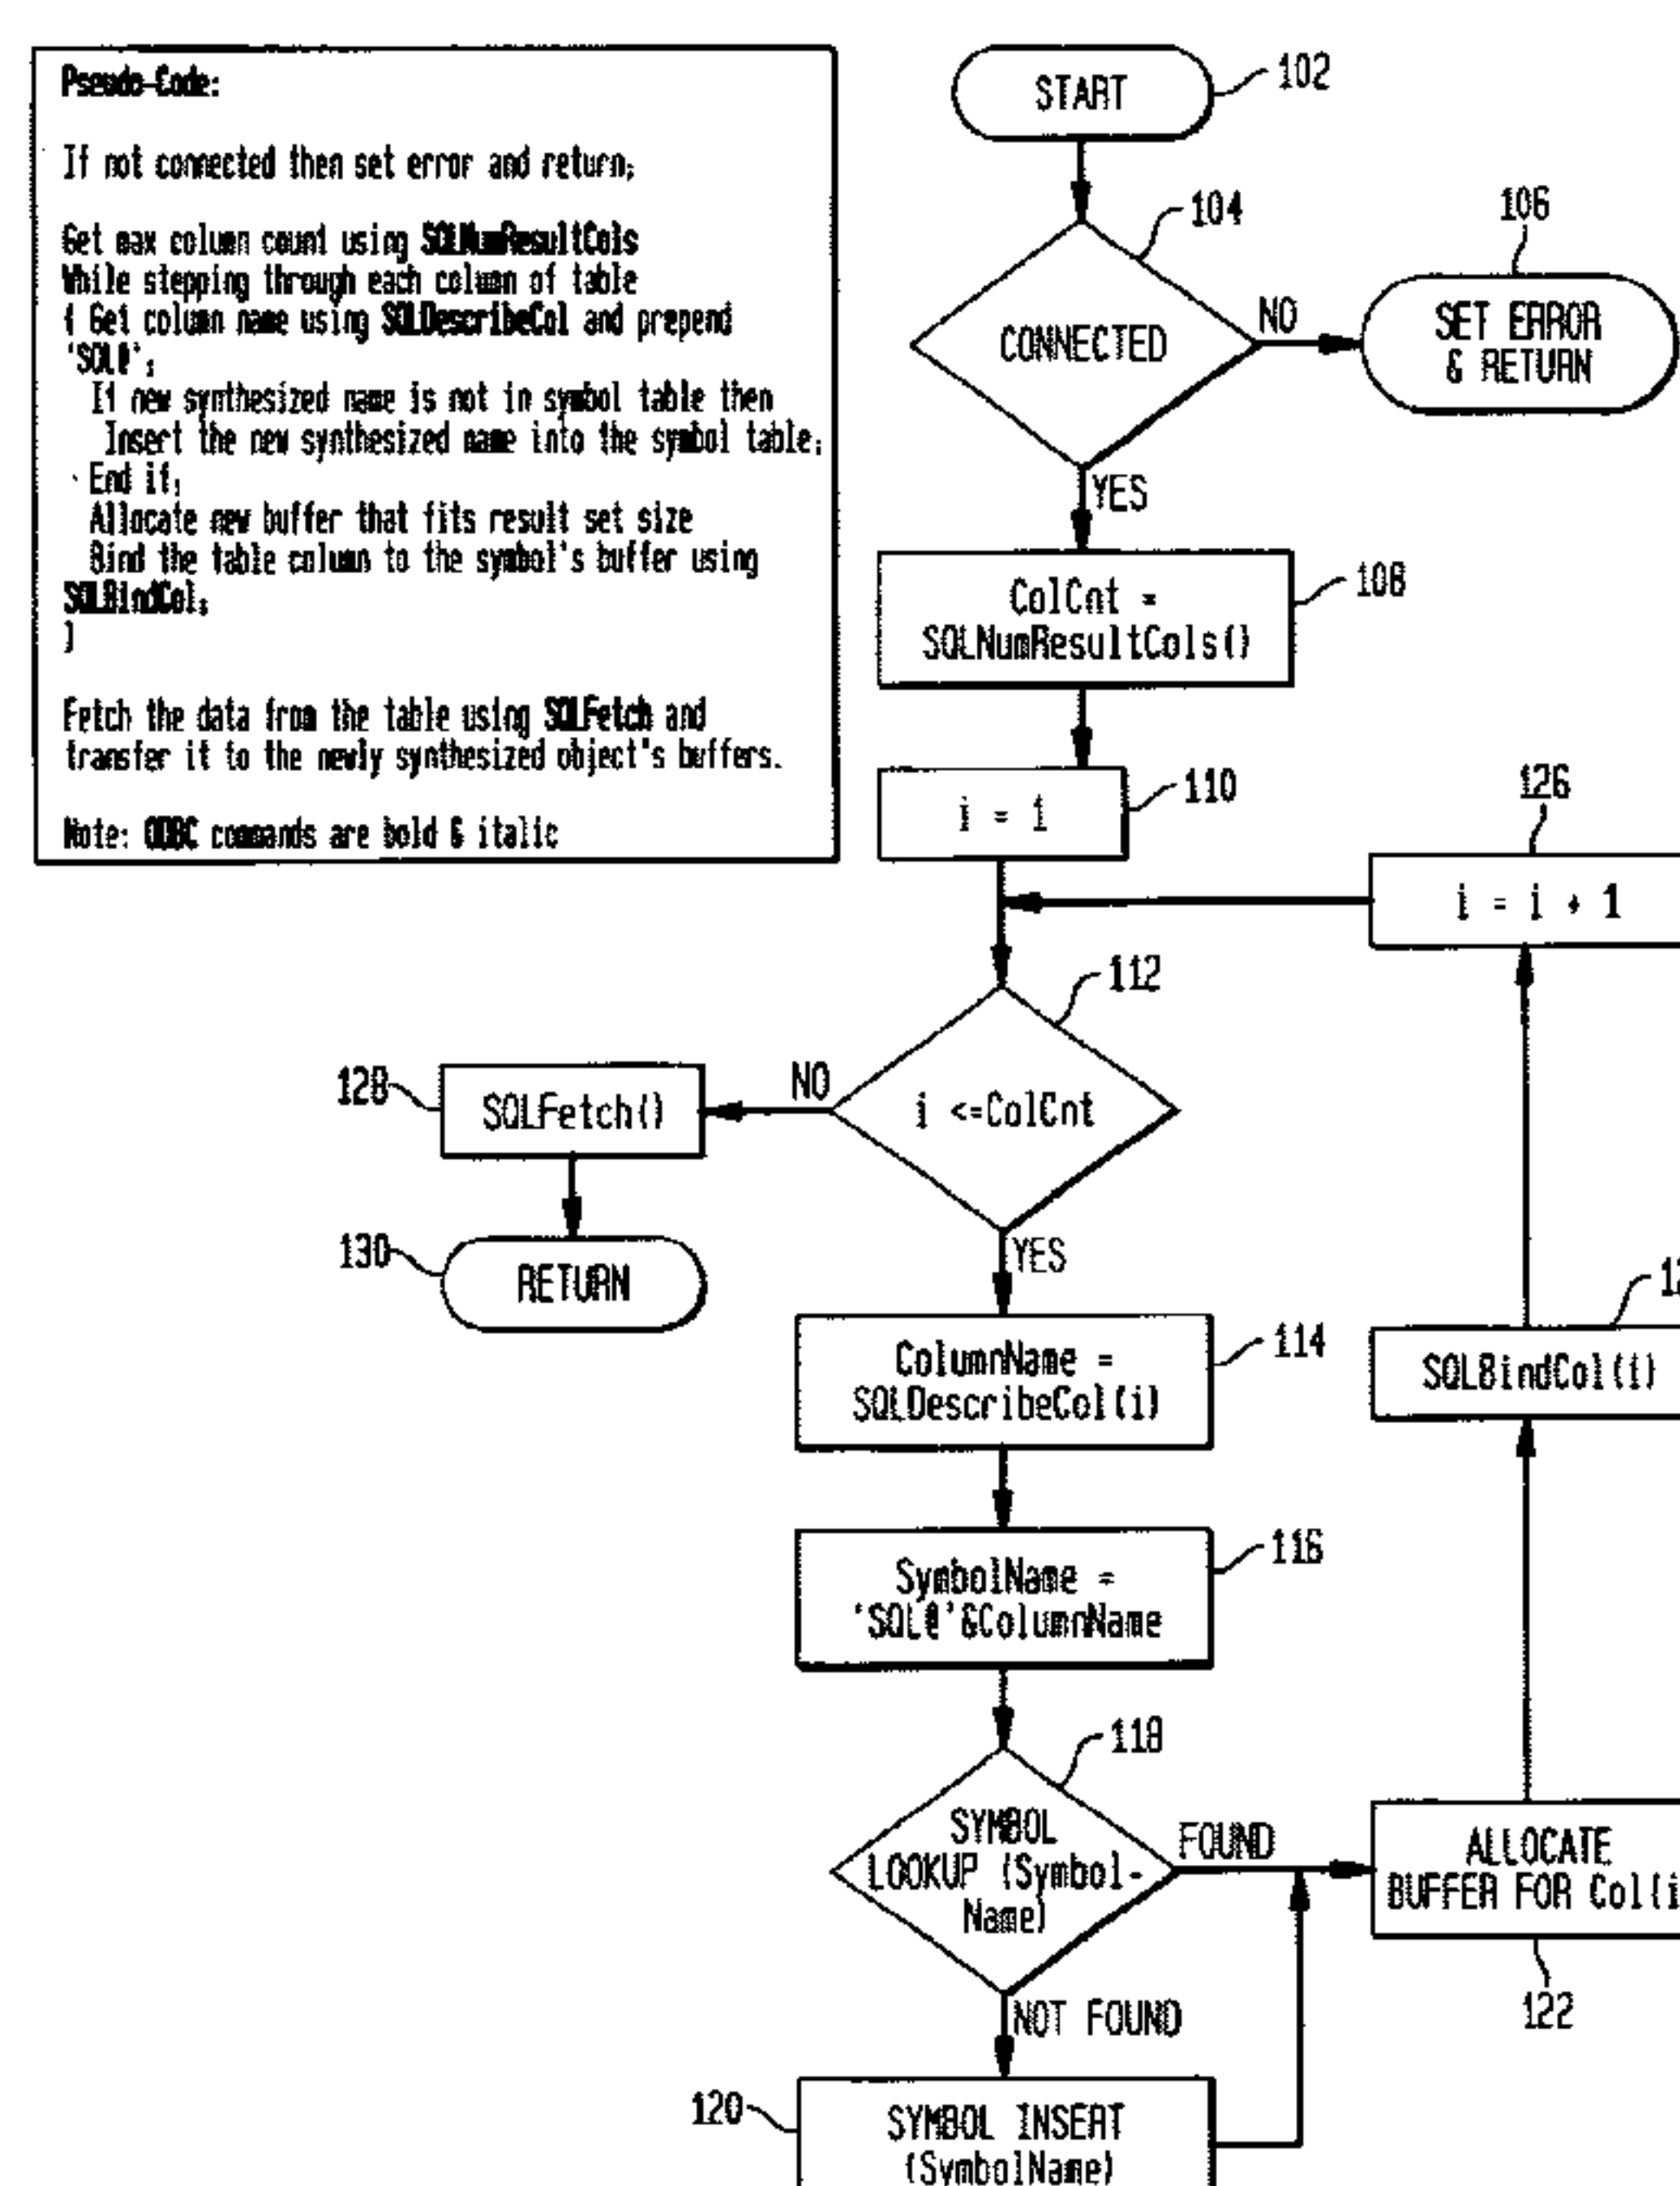 Pseudo-Code:
If not connected then set error and return;
Get max column count using SQLNumResultCols
While stepping through each column of table
{ Get column name using SQLDescribeCol and prepend
'SQL@';
If new synthesized name is not in symbol table then
Insert the new synthesized name into the symbol table;
End if;
Allocate new buffer that fits result set size
Bind the table column to the symbol's buffer using
SQLBindCol;
}
Fetch the data from the table using SQLFetch and
transfer it to the newly synthesized object's buffers.
Note: ODBC commands are bold & italic
START
102
104
CONNECTED
NO
106
SET ERROR
& RETURN
YES
ColCnt =
SQLNumResultCols()
108
i = 1
110
126
i = i + 1
112
i <=ColCnt
NO
128
SQLFetch()
130
RETURN
YES
ColumnName =
SQLDescribeCol(i)
114
SQLBindCol(i)
SymbolName =
'SQL@'&ColumnName
116
118
SYMBOL
LOOKUP (Symbol-
Name)
FOUND
ALLOCATE
BUFFER FOR Col(i
122
NOT FOUND
120
SYMBOL INSERT
(SymbolName)